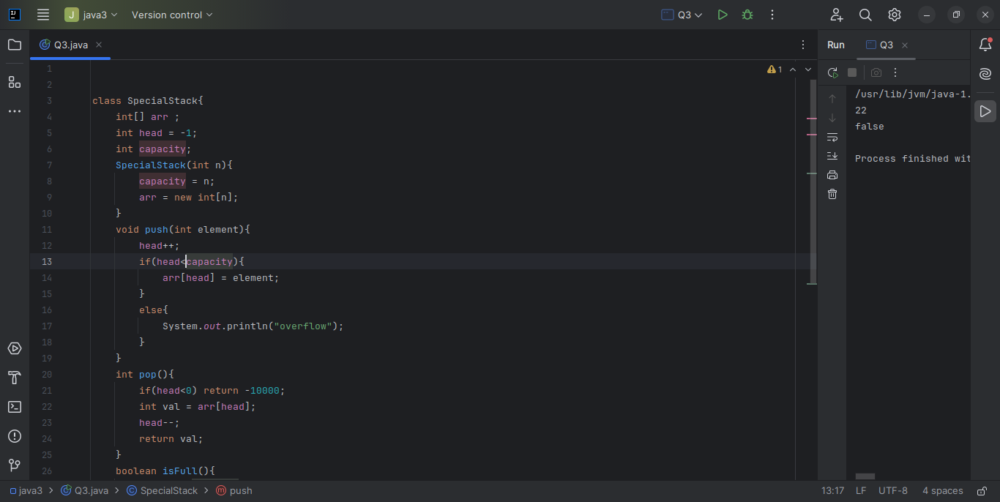 J java3 Version control Q3
Q3.java
Run Q3
1
2
3 class SpecialStack{
4 int[] arr ;
5 int head = -1;
6 int capacity;
7 SpecialStack(int n){
8 capacity = n;
9 arr = new int[n];
10 }
11 void push(int element){
12 head++;
13 if(head<capacity){
14 arr[head] = element;
15 }
16 else{
17 System.out.println("overflow");
18 }
19 }
20 int pop(){
21 if(head<0) return -10000;
22 int val = arr[head];
23 head--;
24 return val;
25 }
26 boolean isFull(){
1
/usr/lib/jvm/java-1.
22
false
Process finished wit
java3 > Q3.java > SpecialStack > push
13:17 LF UTF-8 4 spaces